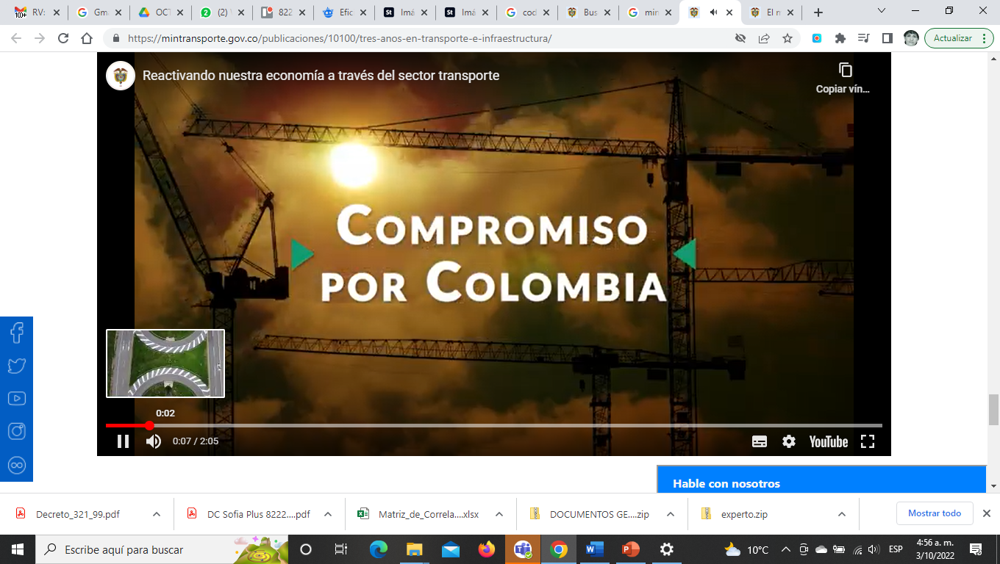 RV:
Gm
OCT
(2)
822
Efic
Imá
Imá
cod
Bus
min
El n
100+
https://mintransporte.gov.co/publicaciones/10100/tres-anos-en-transporte-e-infraestructura/
Actualizar
Reactivando nuestra economía a través del sector transporte
Copiar vín...
COMPROMISO
POR COLOMBIA
0:02
0:07 / 2:05
YouTube
Hable con nosotros
Decreto_321_99.pdf
DC Sofia Plus 8222....pdf
Matriz_de_Correla....xlsx
DOCUMENTOS GE....zip
experto.zip
Mostrar todo
Escribe aquí para buscar
10°C
ESP
4:56 a. m.
3/10/2022